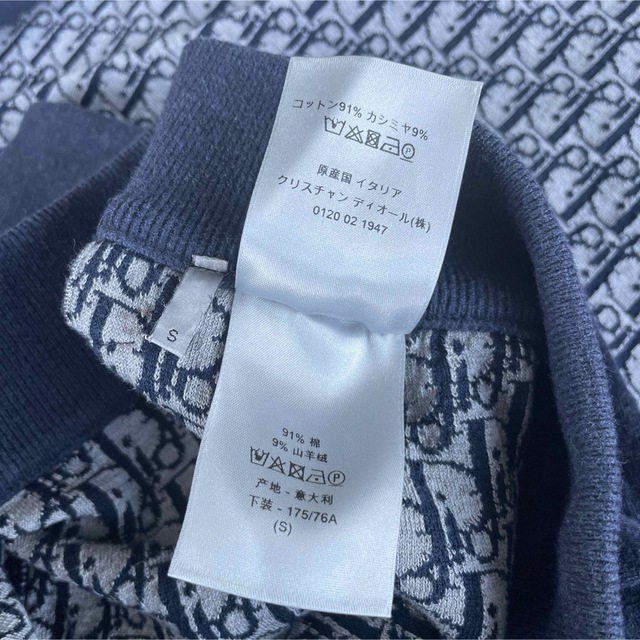 コットン91% カシミヤ9%
P
原産国 イタリア
クリスチャン ディオール(株)
0120 02 1947
S
91% 棉
9% 山羊绒
P
产地 - 意大利
下装 - 175/76A
(S)